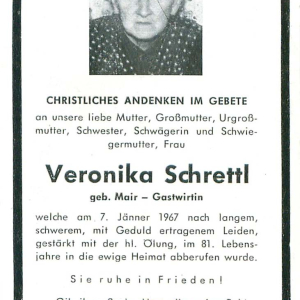 CHRISTLICHES ANDENKEN IM GEBETE
an unsere liebe Mutter, Großmutter, Urgroß-
mutter, Schwester, Schwägerin und Schwie-
germutter, Frau
Veronika Schrettl
geb. Mair – Gastwirtin
welche am 7. Jänner 1967 nach langem,
schwerem, mit Geduld ertragenem Leiden,
gestärkt mit der hl. Ölung, im 81. Lebens-
jahre in die ewige Heimat abberufen wurde.
Sie ruhe in Frieden!